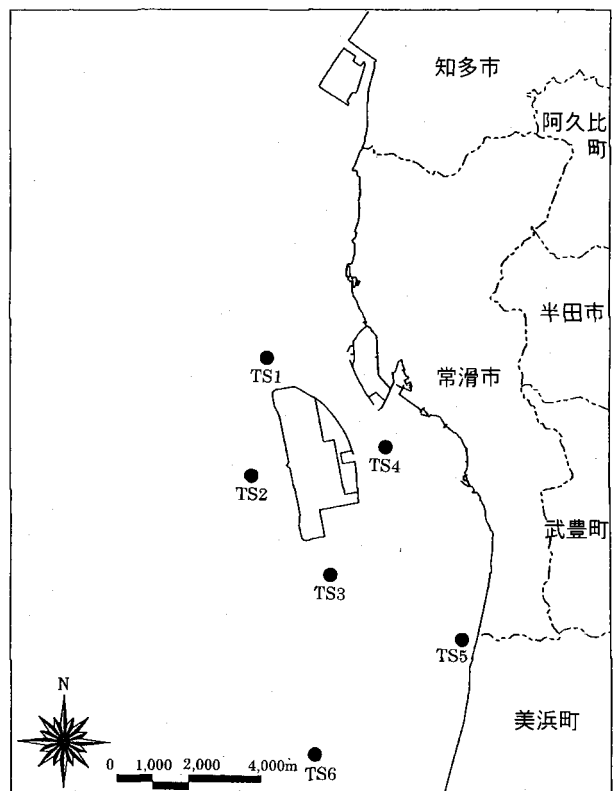 知多市
阿久比
町
半田市
TS1
常滑市
TS4
TS2
武豊町
TS3
TS5
N
美浜町
0 1,000 2,000 4,000m
TS6